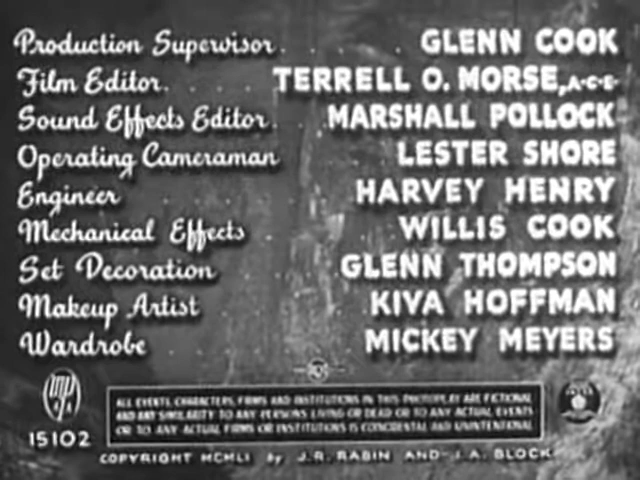 Production Supervisor. . . . . GLENN COOK
Film Editor. . . . . TERRELL O. MORSE, A·C·E·
Sound Effects Editor. . . MARSHALL POLLOCK
Operating Cameraman LESTER SHORE
Engineer . . . . HARVEY HENRY
Mechanical Effects . . . WILLIS COOK
Set Decoration . . . GLENN THOMPSON
Makeup Artist . . . KIVA HOFFMAN
Wardrobe . . . . MICKEY MEYERS
RCA
MP
15102
ALL EVENTS, CHARACTERS, FIRMS AND INSTITUTIONS IN THIS PHOTOPLAY ARE FICTIONAL
AND ANY SIMILARITY TO ANY PERSONS LIVING OR DEAD OR TO ANY ACTUAL EVENTS
OR TO ANY ACTUAL FIRMS OR INSTITUTIONS IS COINCIDENTAL AND UNINTENTIONAL
COPYRIGHT MCMLI by J.R. RABIN AND I.A. BLOCK